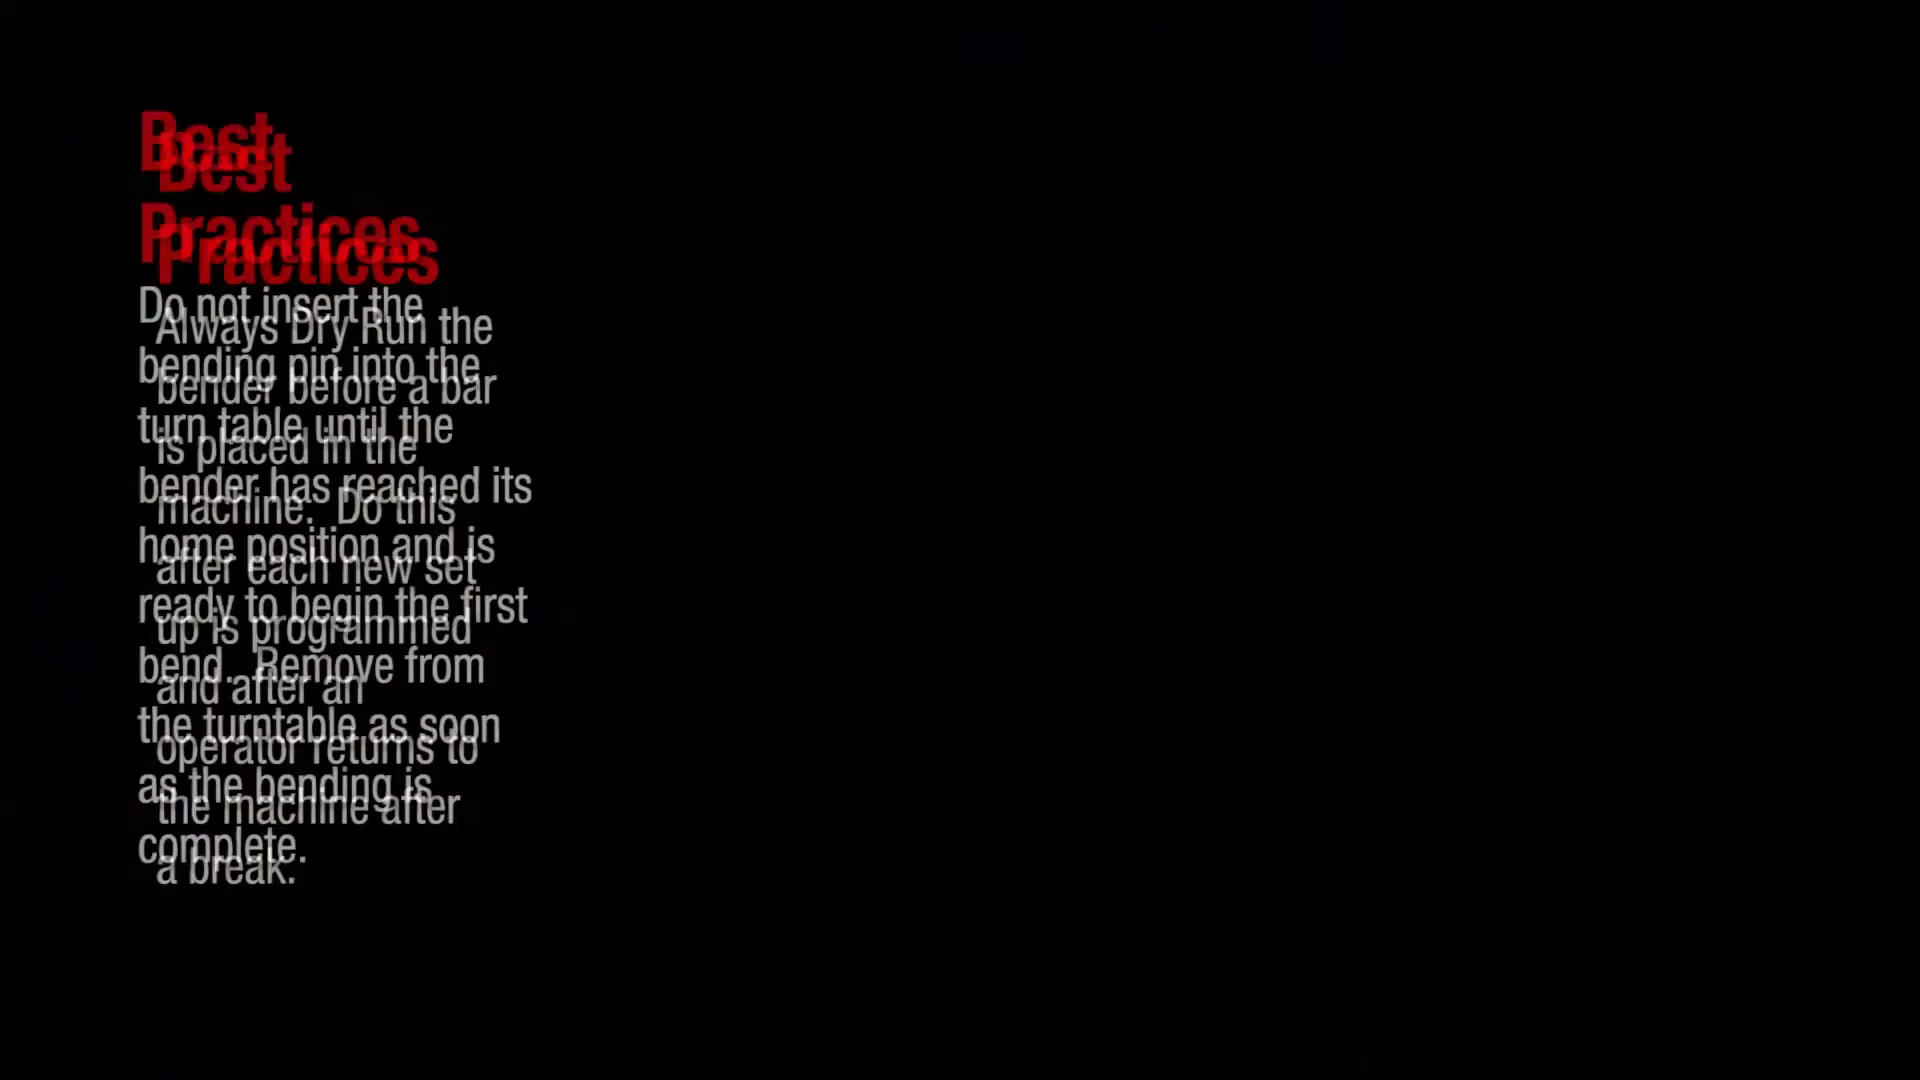 Best
Practices
Do not insert the
bending pin into the
turn table until the
bender has reached its
home position and is
ready to begin the first
bend.  Remove from
the turntable as soon
as the bending is
complete.
Best
Practices
Always Dry Run the
bender before a bar
is placed in the
machine.  Do this
after each new set
up is programmed
and after an
operator returns to
the machine after
a break.